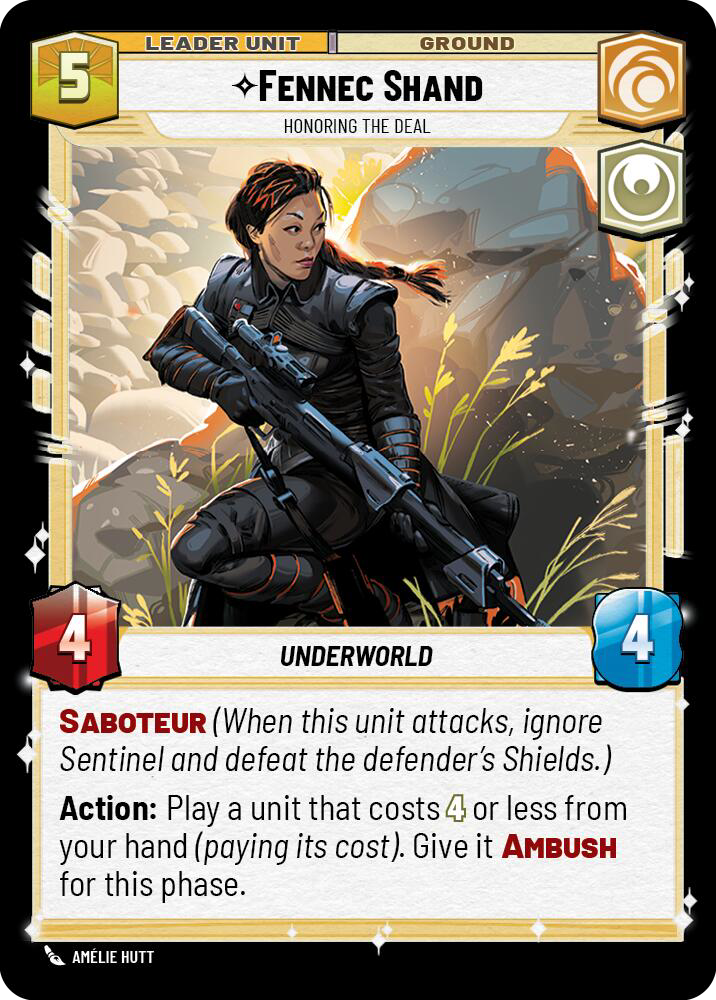 LEADER UNIT GROUND
5
✧FENNEC SHAND
HONORING THE DEAL
4
UNDERWORLD
4
SABOTEUR (When this unit attacks, ignore
Sentinel and defeat the defender's Shields.)
Action: Play a unit that costs 4 or less from
your hand (paying its cost). Give it AMBUSH
for this phase.
AMÉLIE HUTT